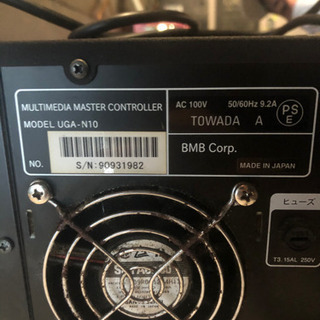 MULTIMEDIA MASTER CONTROLLER
MODEL UGA-N10
NO.
S/N:90931982
AC 100V 50/60Hz 9.2A
TOWADA A
PS
E
BMB Corp.
MADE IN JAPAN
ヒューズ
T3.15AL 250V